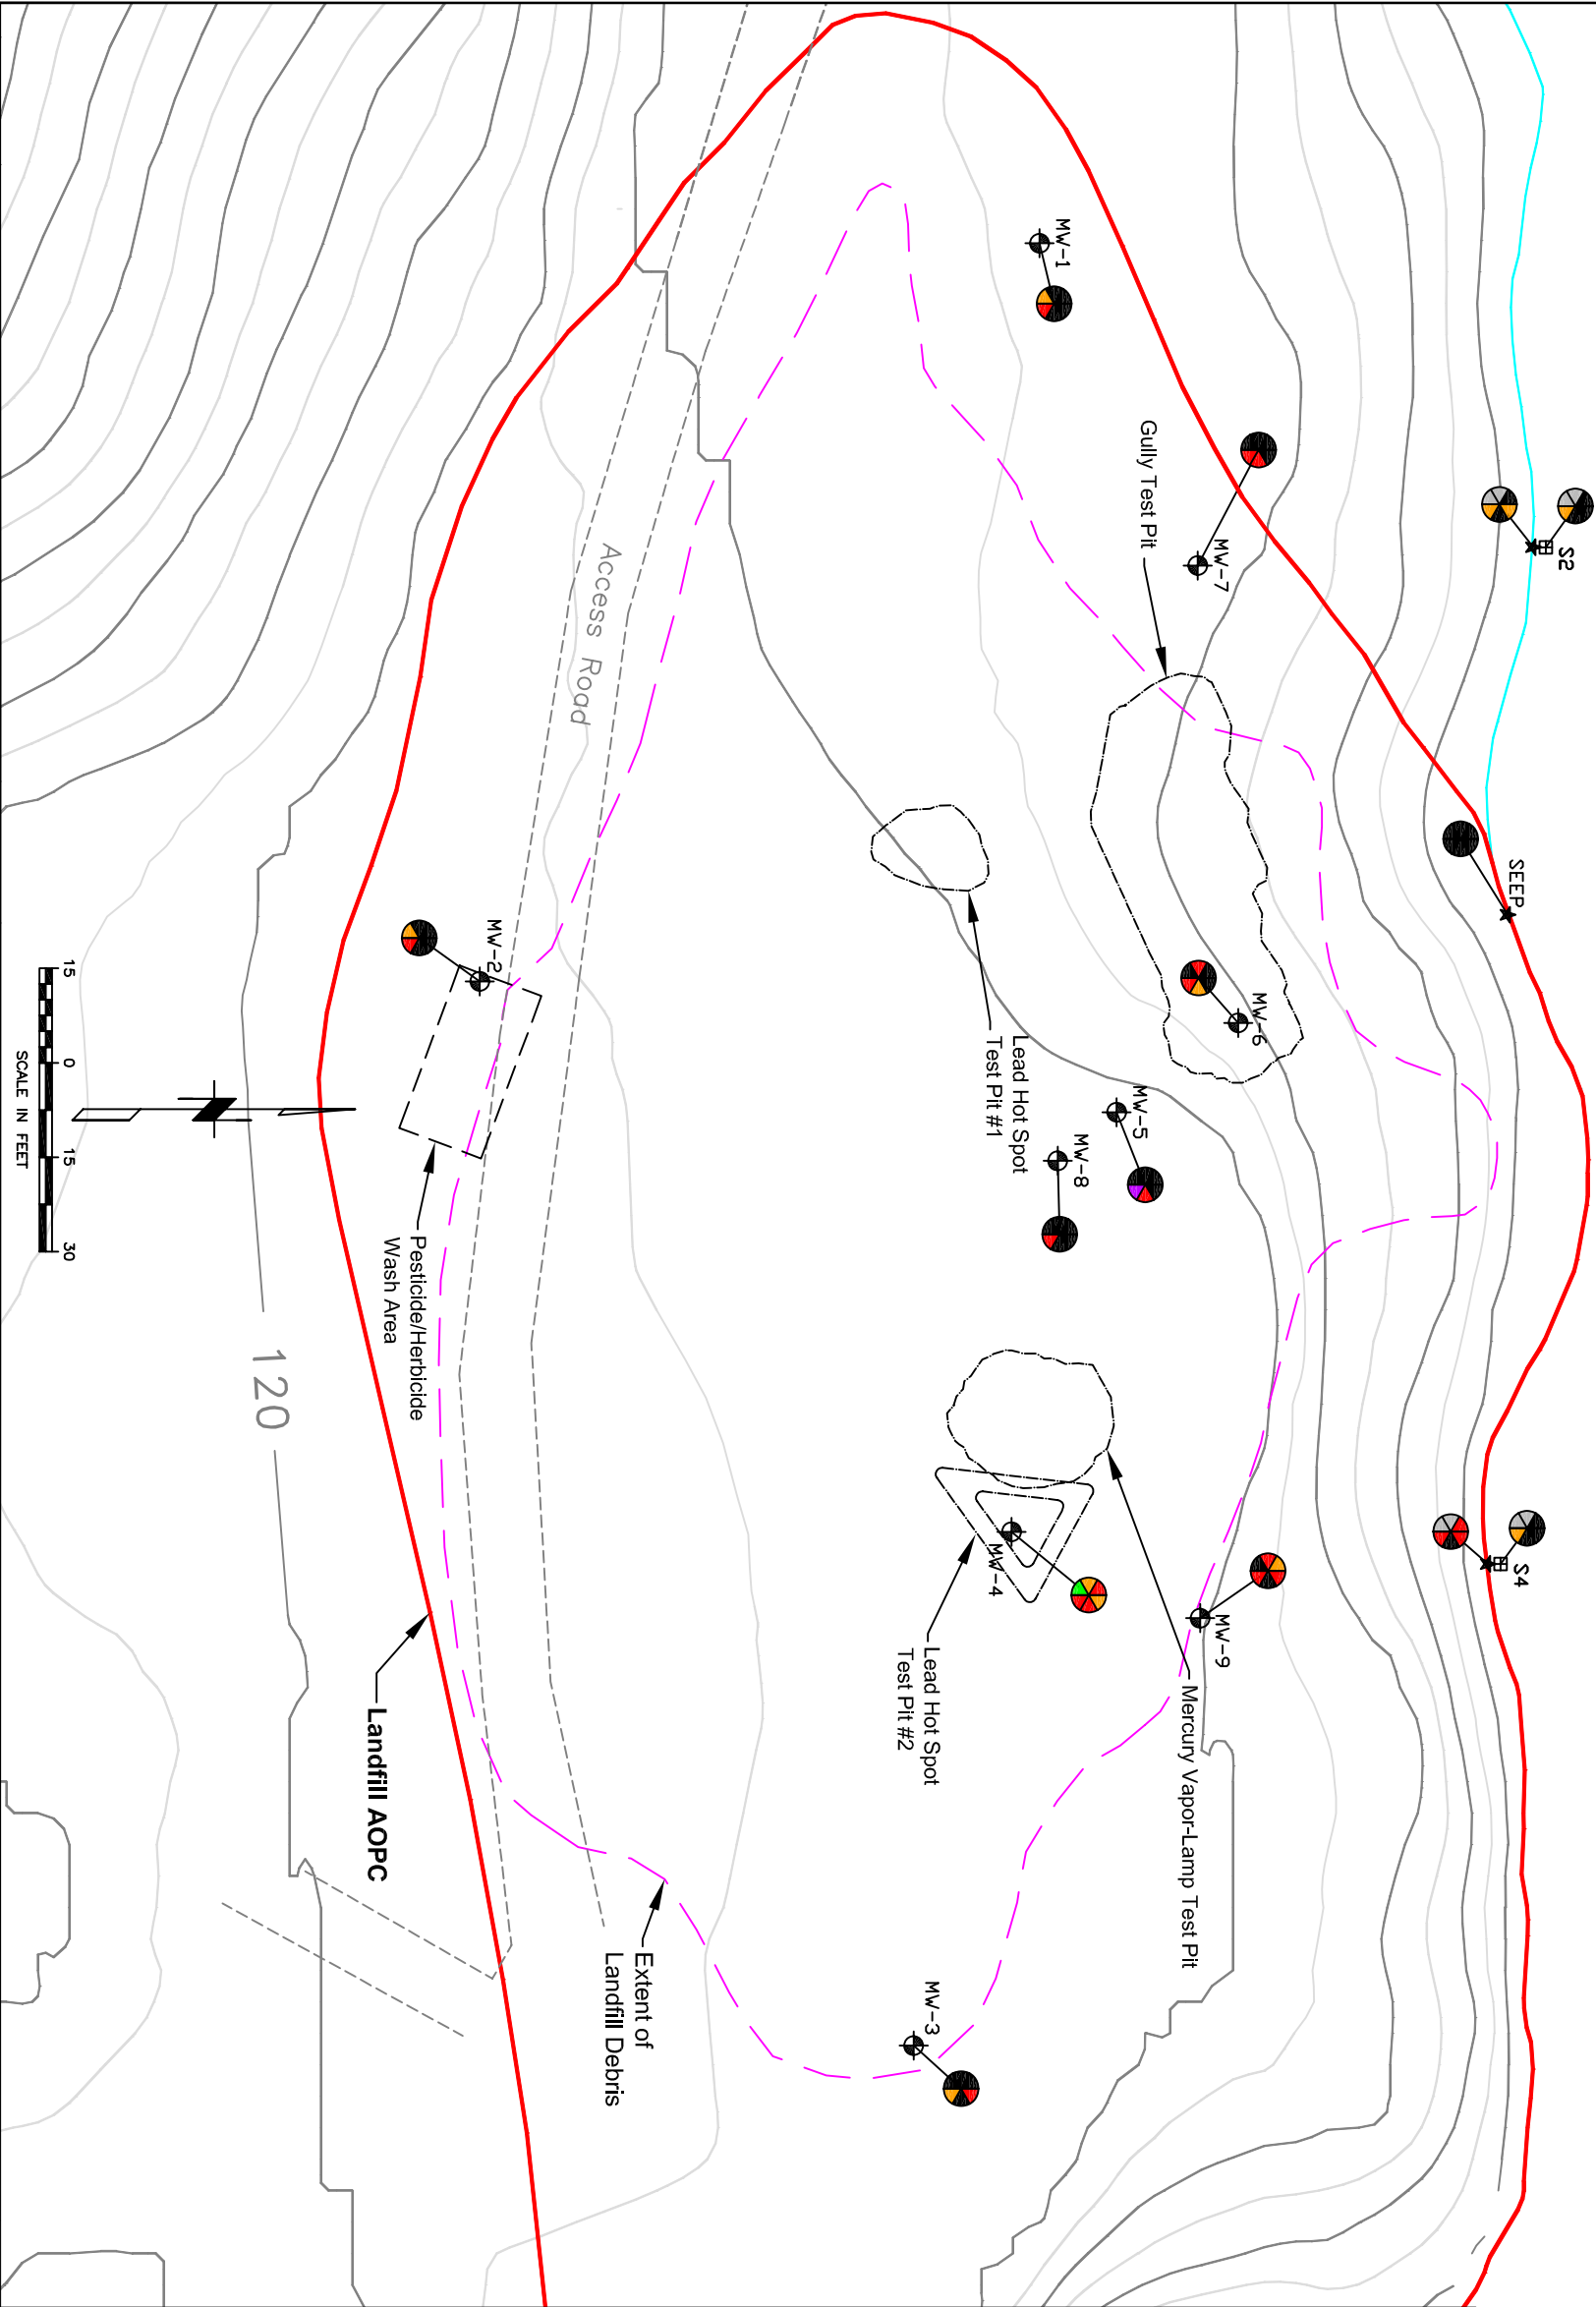 S2
SEEP
S4
MW-1
MW-7
Gully Test Pit
MW-6
MW-5
MW-8
MW-9
Mercury Vapor-Lamp Test Pit
Lead Hot Spot
Test Pit #1
MW-4
Lead Hot Spot
Test Pit #2
MW-3
Access Road
Extent of
Landfill Debris
MW-2
Pesticide/Herbicide
Wash Area
Landfill AOPC
120
15 0 15 30
SCALE IN FEET